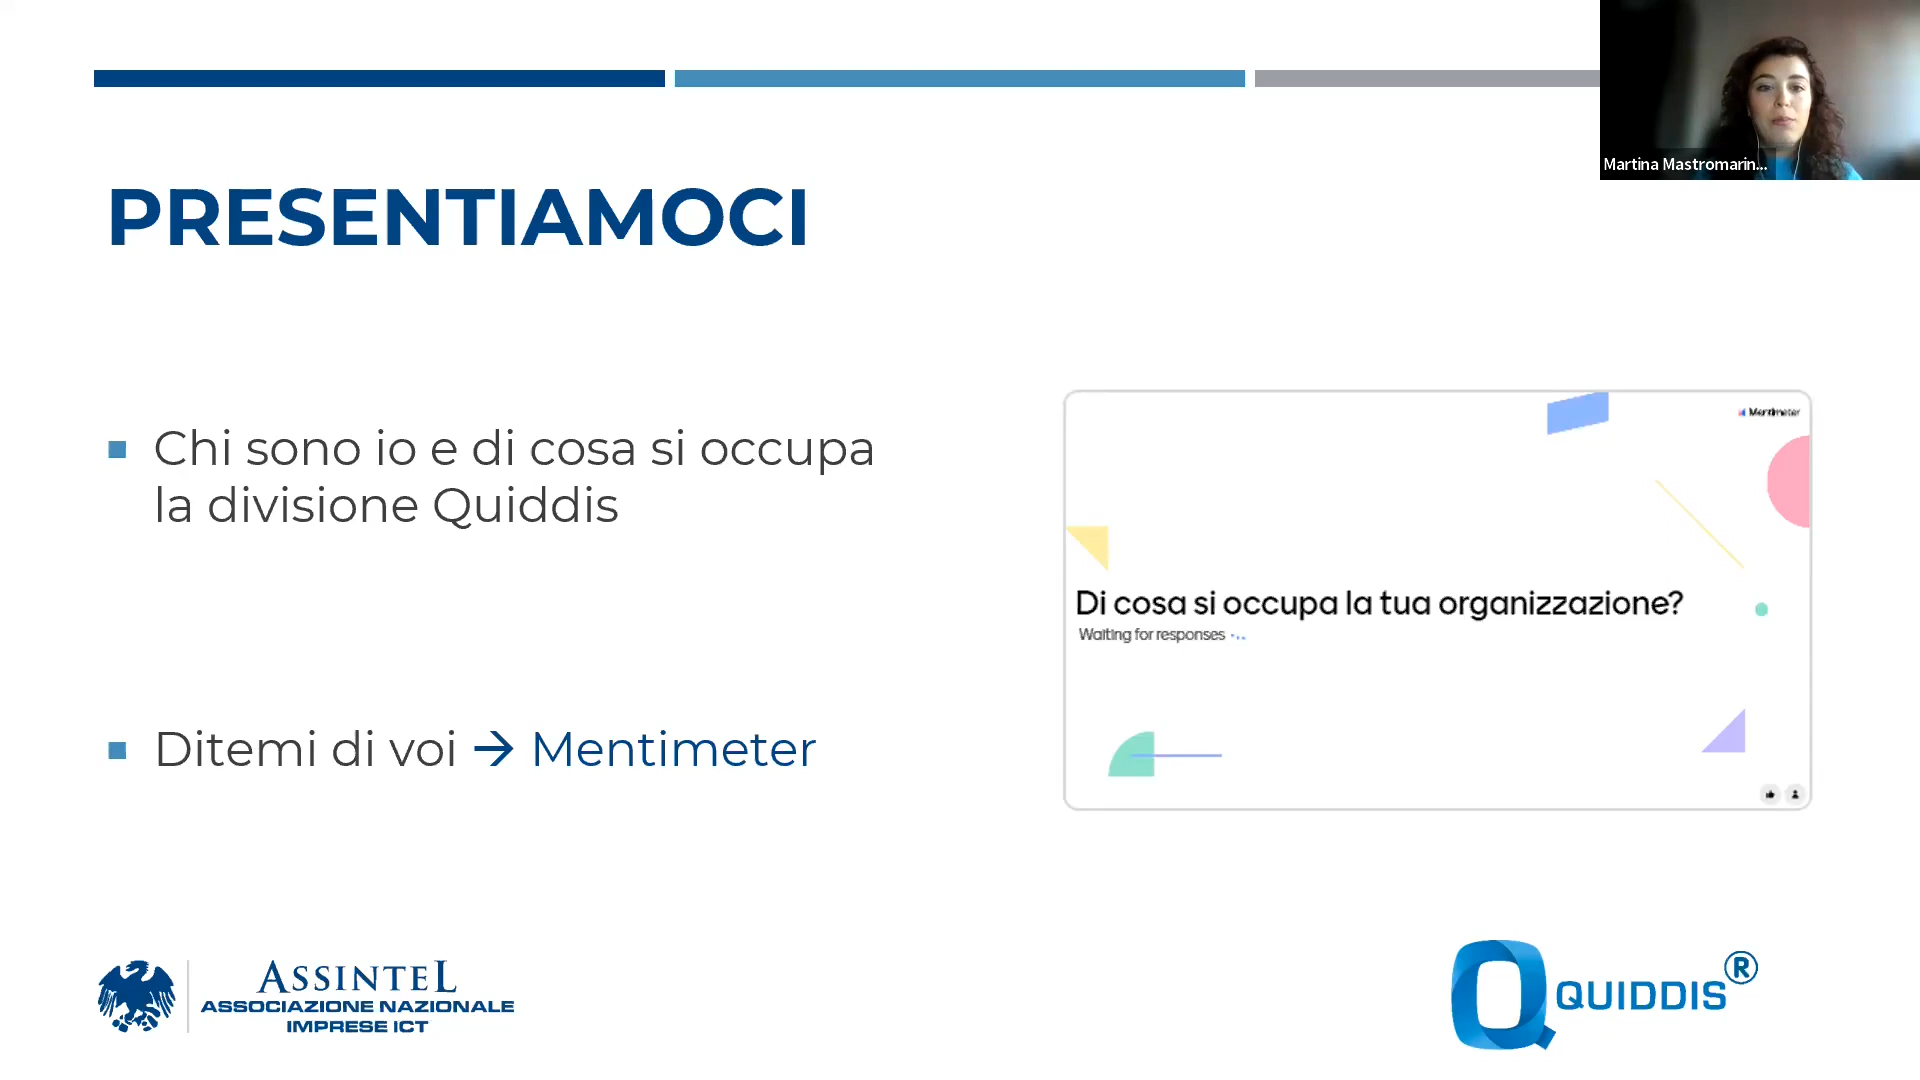 Martina Mastromarin...
PRESENTIAMOCI
Chi sono io e di cosa si occupa
la divisione Quiddis
Ditemi di voi → Mentimeter
Mentimeter
Di cosa si occupa la tua organizzazione?
Waiting for responses ...
ASSINTEL
ASSOCIAZIONE NAZIONALE
IMPRESE ICT
QUIDDIS®